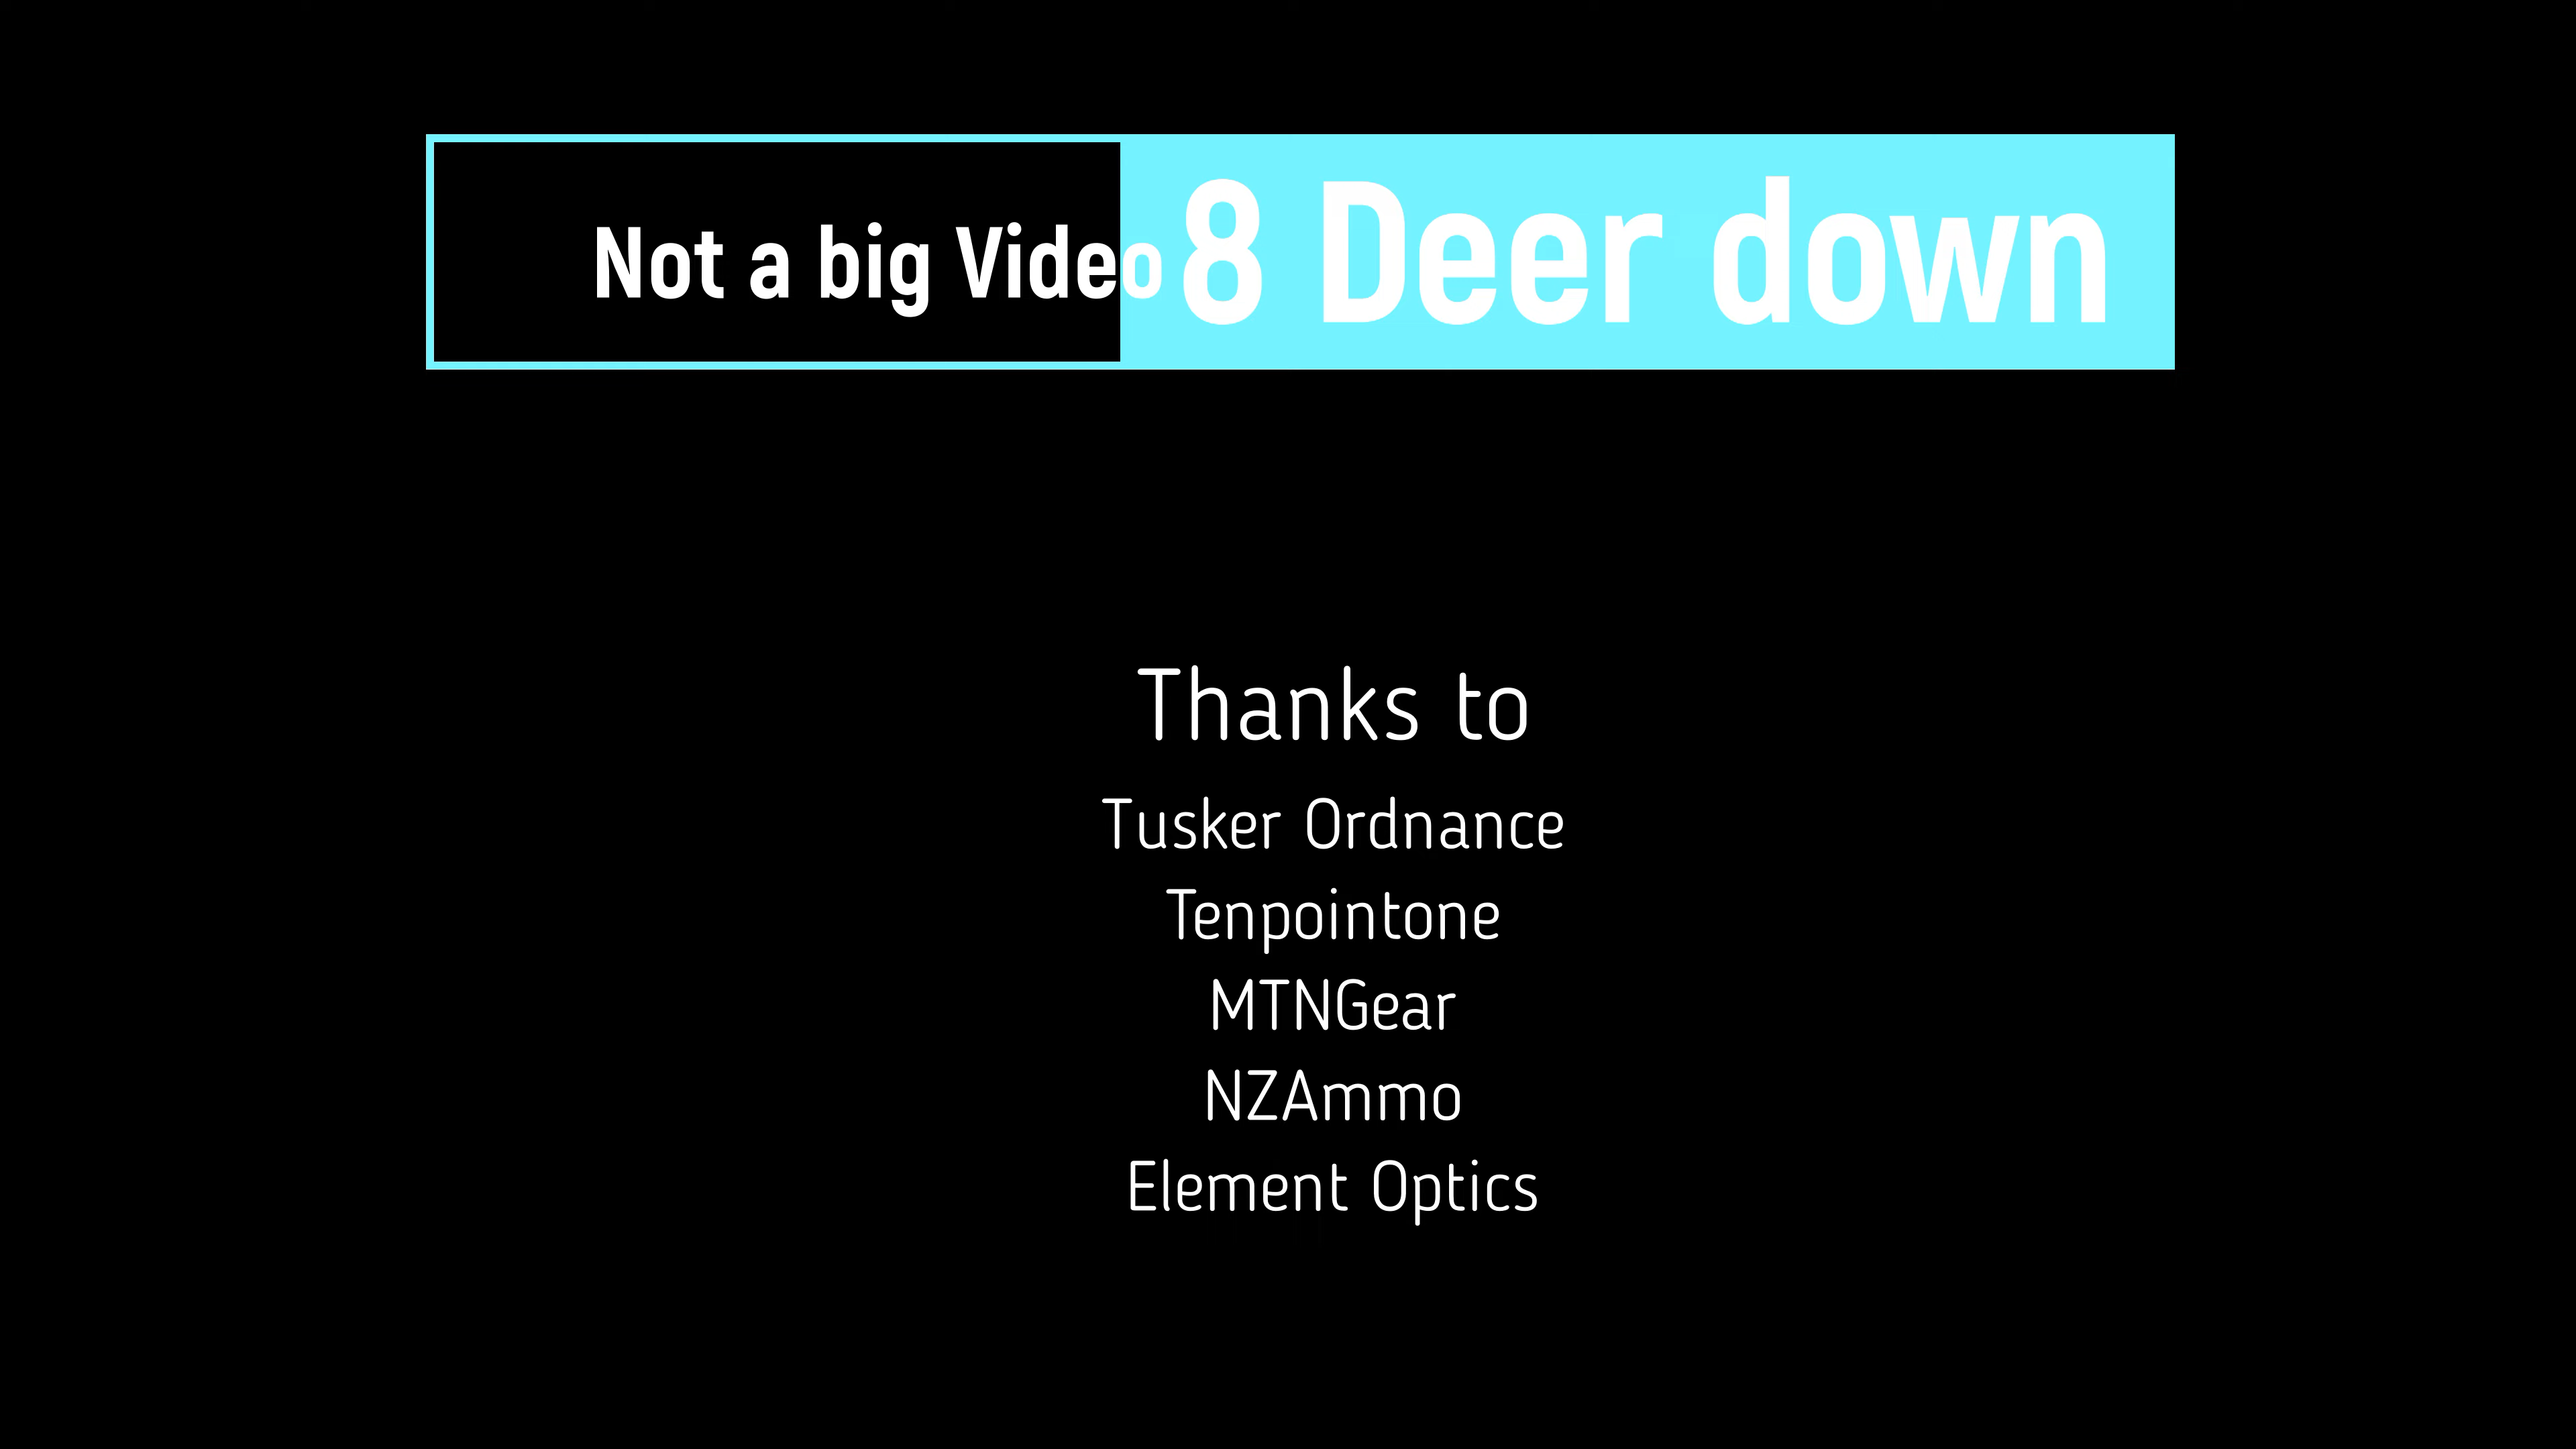 Not a big Video 8 Deer down
Thanks to
Tusker Ordnance
Tenpointone
MTNGear
NZAmmo
Element Optics